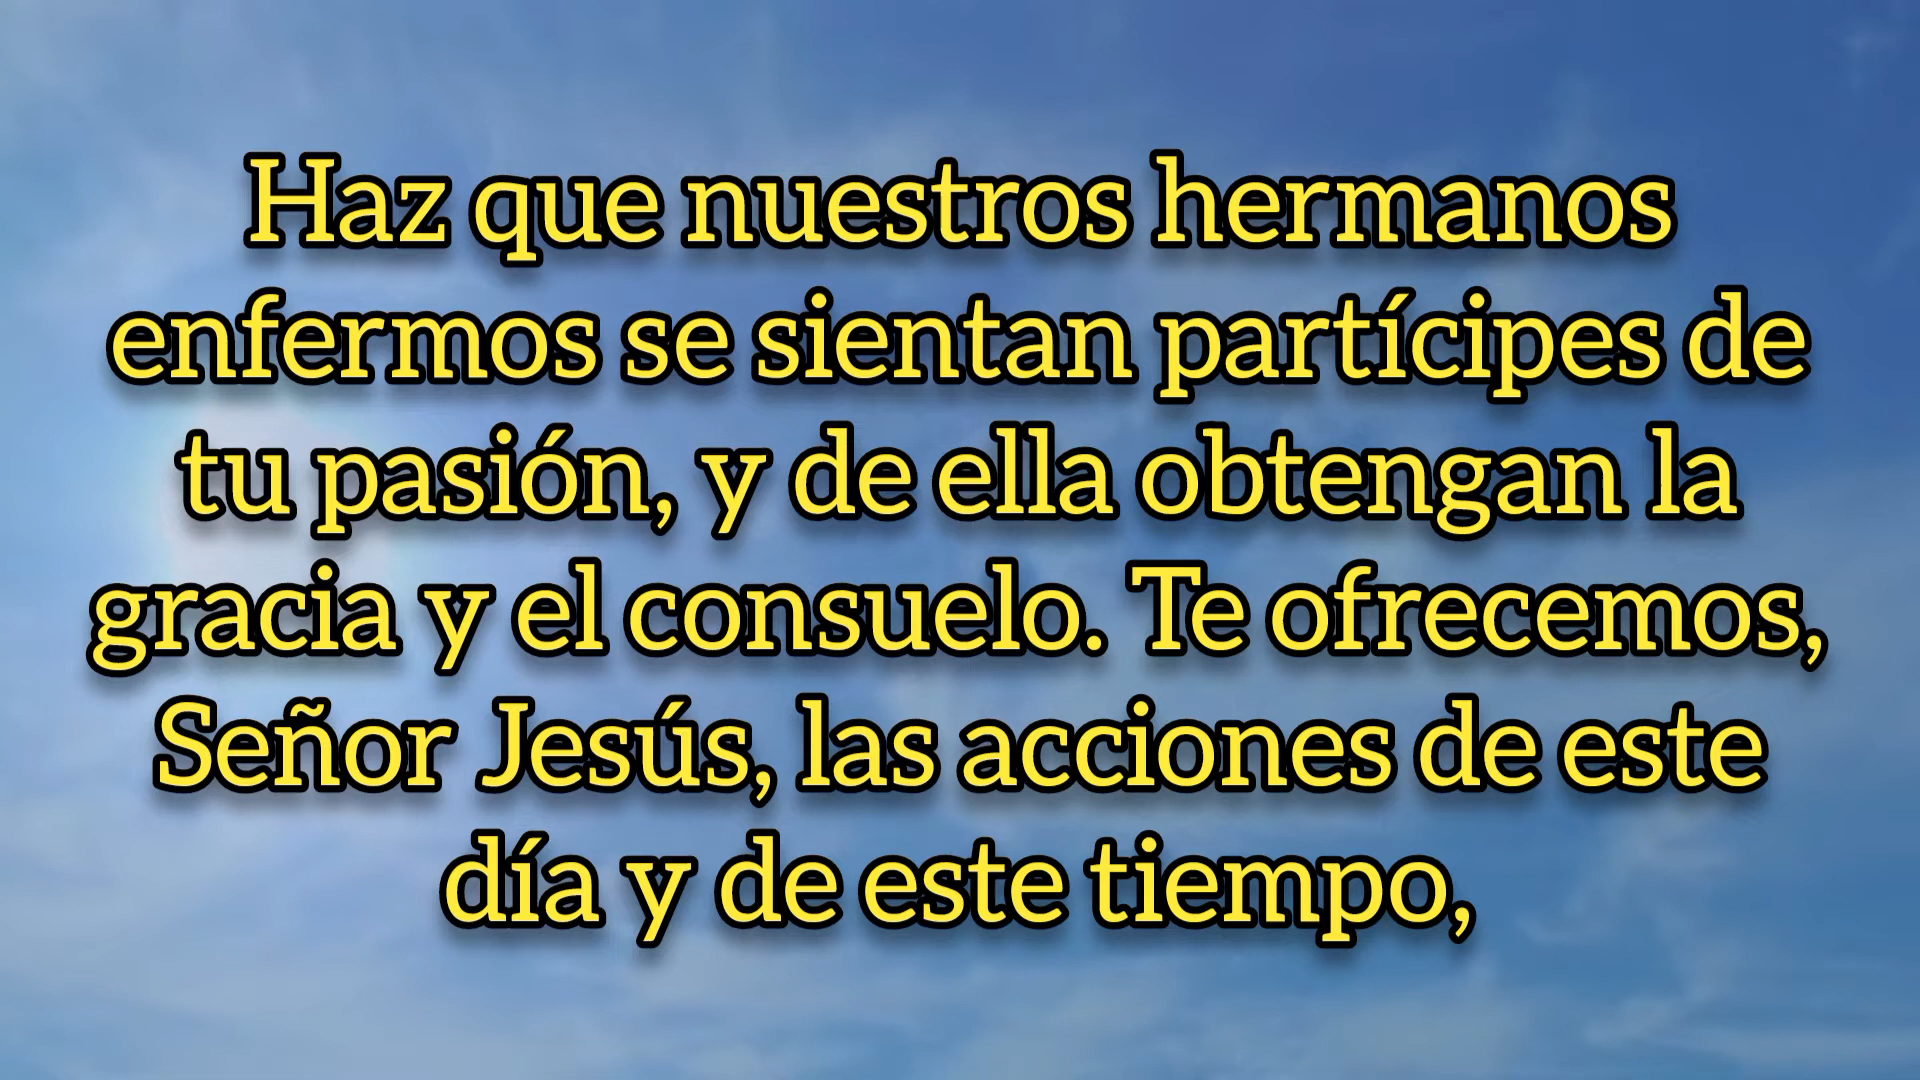 Haz que nuestros hermanos
enfermos se sientan partícipes de
tu pasión, y de ella obtengan la
gracia y el consuelo. Te ofrecemos,
Señor Jesús, las acciones de este
día y de este tiempo,